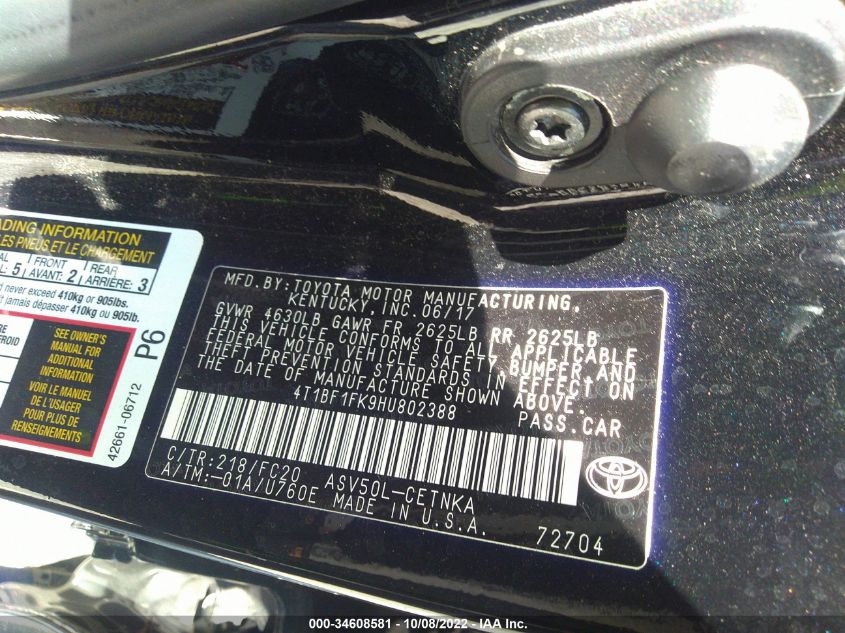 ADING INFORMATION
LES PNEUS ET LE CHARGEMENT
AL FRONT REAR
L: 5 AVANT: 2 ARRIÈRE: 3
d never exceed 410kg or 905lbs.
t jamais dépasser 410kg ou 905lb.
SEE OWNER'S
MANUAL FOR
ADDITIONAL
INFORMATION
VOIR LE MANUEL
DE L'USAGER
POUR PLUS DE
RENSEIGNEMENTS
P6
42661-06712
MFD.BY:TOYOTA MOTOR MANUFACTURING,
KENTUCKY,INC.06/17
GVWR 4630LB GAWR FR 2625LB RR 2625LB
THIS VEHICLE CONFORMS TO ALL APPLICABLE
FEDERAL MOTOR VEHICLE SAFETY,BUMPER AND
THEFT PREVENTION STANDARDS IN EFFECT ON
THE DATE OF MANUFACTURE SHOWN ABOVE.
4T1BF1FK9HU802388 PASS.CAR
C/TR:218/FC20 ASV50L-CETNKA
A/TM:-01A/U760E MADE IN U.S.A.
72704
000-34608581 - 10/08/2022 - IAA Inc.